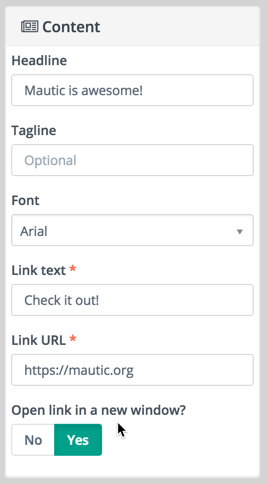 Content
Headline
Mautic is awesome!
Tagline
Optional
Font
Arial
Link text *
Check it out!
Link URL *
https://mautic.org
Open link in a new window?
No Yes